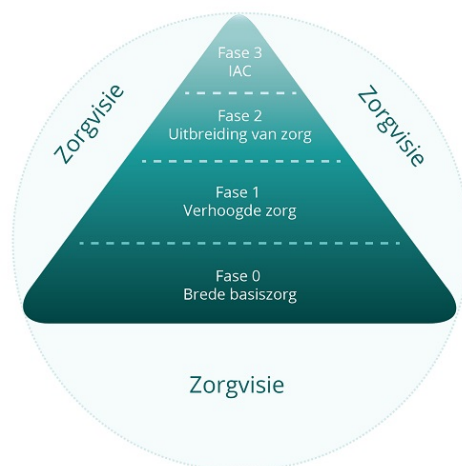 Fase 3
IAC
Zorgvisie
Zorgvisie
Fase 2
Uitbreiding van zorg
Fase 1
Verhoogde zorg
Fase 0
Brede basiszorg
Zorgvisie